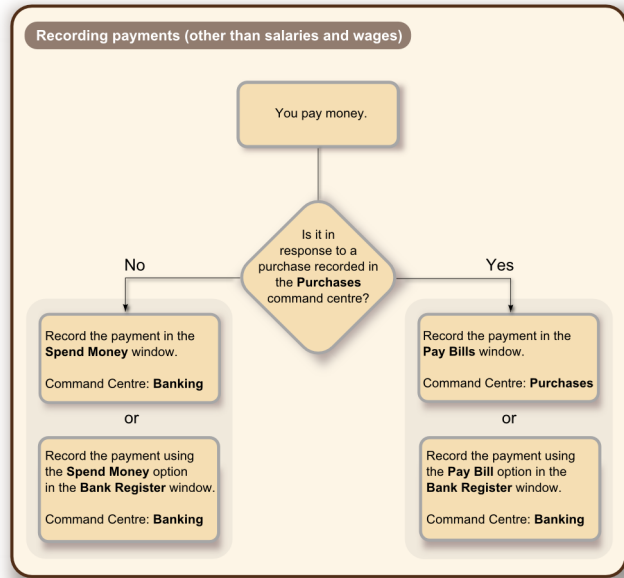 Recording payments (other than salaries and wages)
You pay money.
Is it in
response to a
purchase recorded in
the Purchases
command centre?
No
Yes
Record the payment in the
Spend Money window.
Command Centre: Banking
or
Record the payment using
the Spend Money option
in the Bank Register window.
Command Centre: Banking
Record the payment in the
Pay Bills window.
Command Centre: Purchases
or
Record the payment using
the Pay Bill option in the
Bank Register window.
Command Centre: Banking